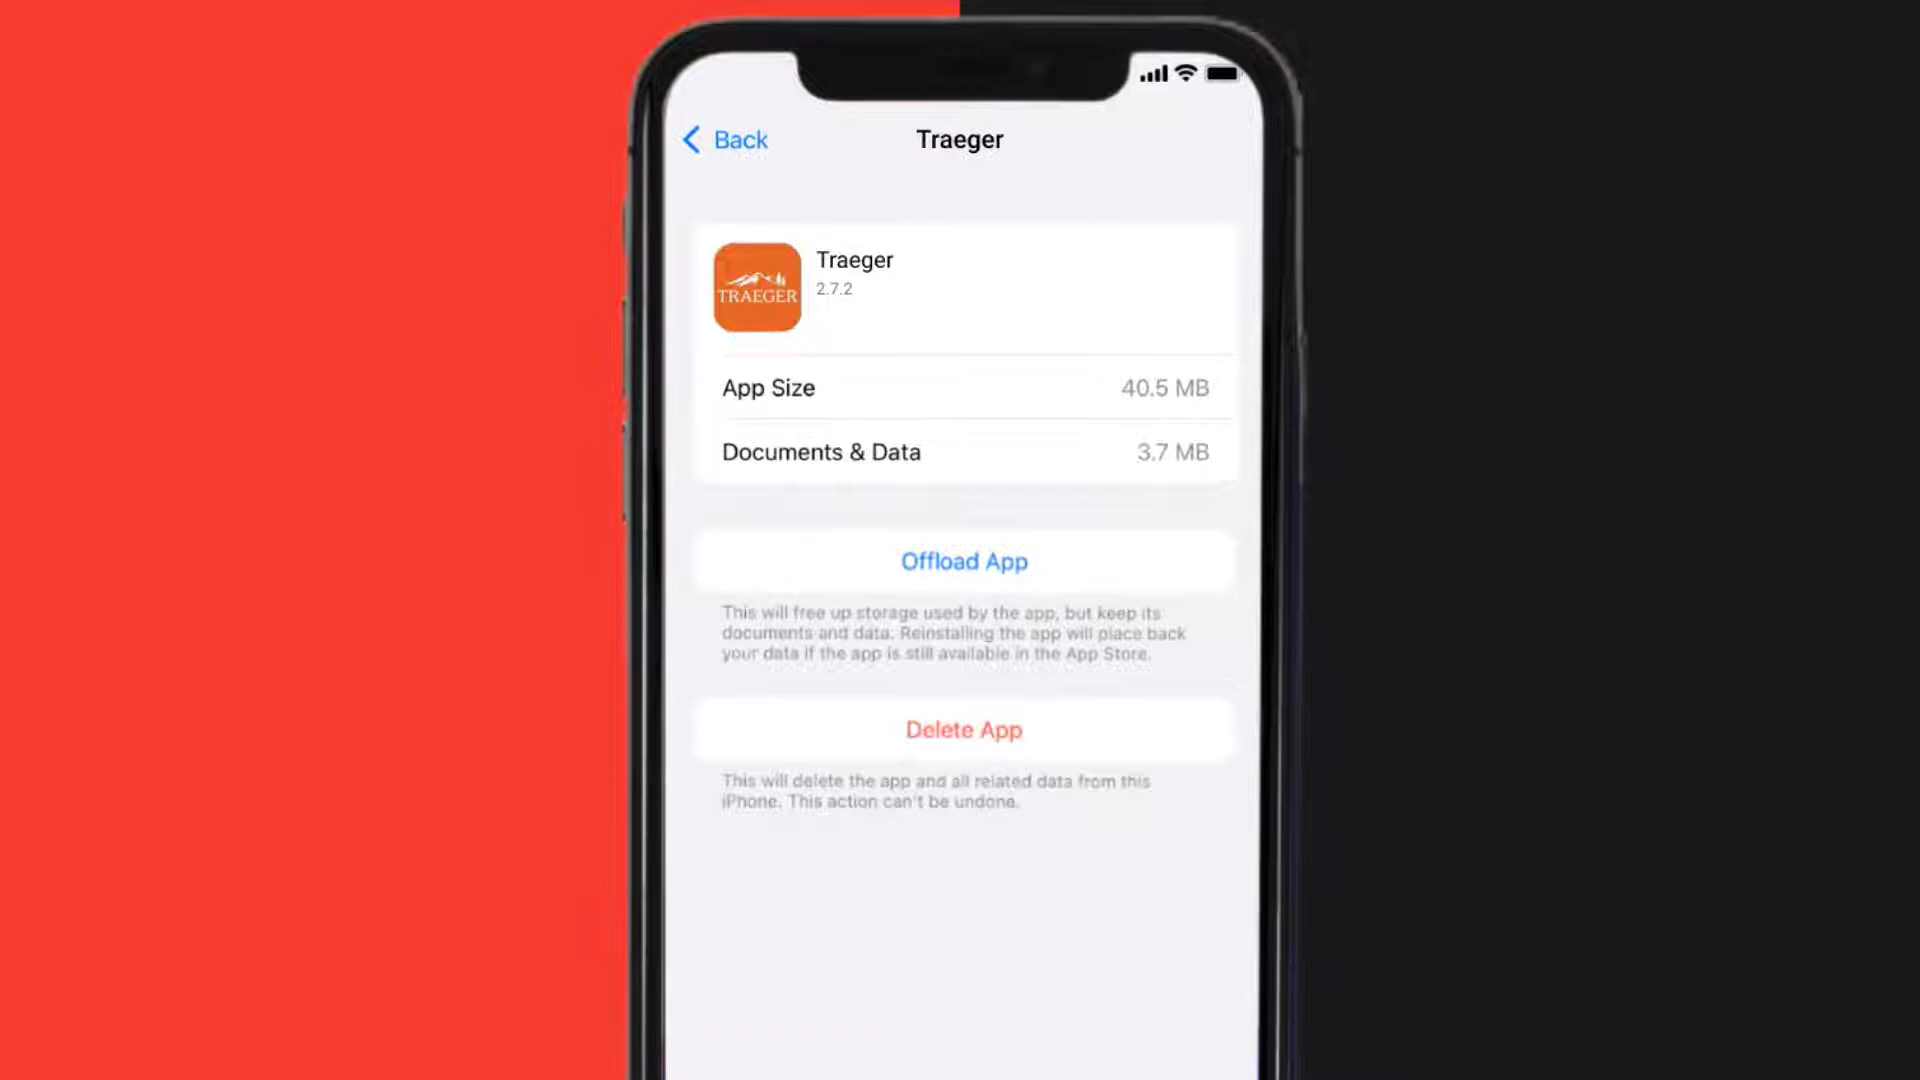 Back
Traeger
TRAEGER
Traeger
2.7.2
App Size
40.5 MB
Documents & Data
3.7 MB
Offload App
This will free up storage used by the app, but keep its
documents and data. Reinstalling the app will place back
your data if the app is still available in the App Store.
Delete App
This will delete the app and all related data from this
iPhone. This action can't be undone.